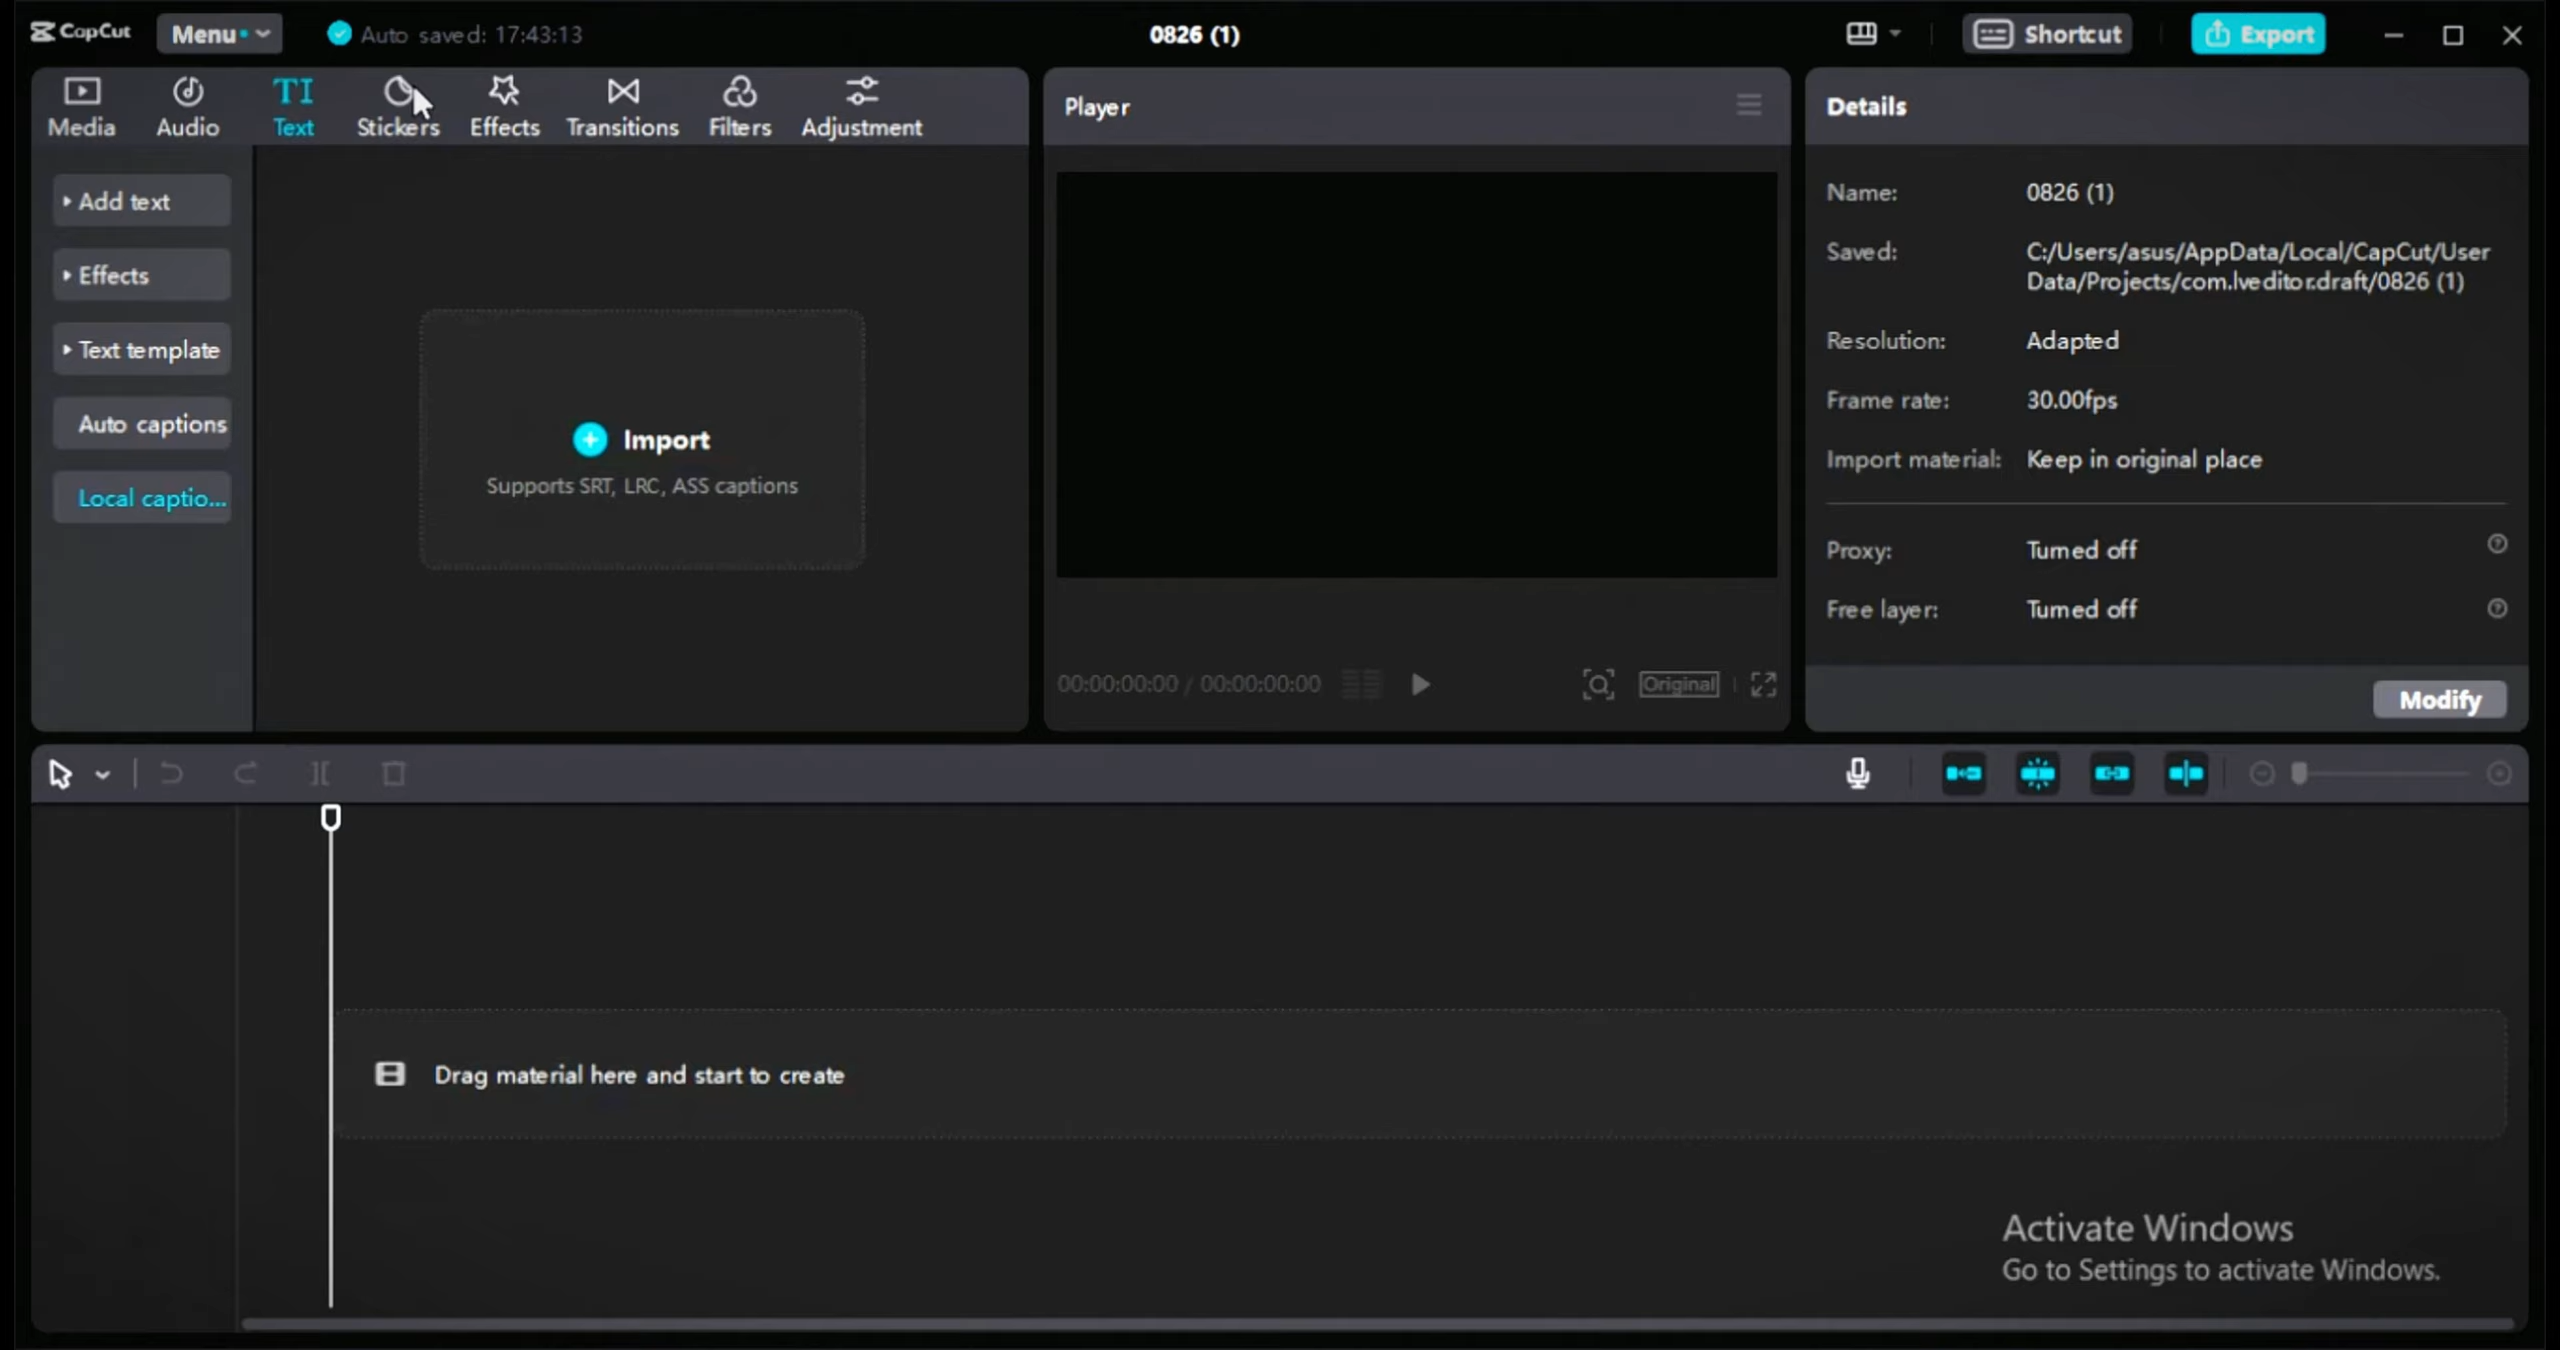 CapCut Menu Auto saved: 17:43:13 0826 (1) Shortcut Export
Media Audio TI Text Stickers Effects Transitions Filters Adjustment
Add text
Effects
Text template
Auto captions
Local captio...
Import
Supports SRT, LRC, ASS captions
Player
00:00:00:00 / 00:00:00:00 Original
Details
Name: 0826 (1)
Saved: C:/Users/asus/AppData/Local/CapCut/User
Data/Projects/com.lveditor.draft/0826 (1)
Resolution: Adapted
Frame rate: 30.00fps
Import material: Keep in original place
Proxy: Turned off
Free layer: Turned off
Modify
Drag material here and start to create
Activate Windows
Go to Settings to activate Windows.